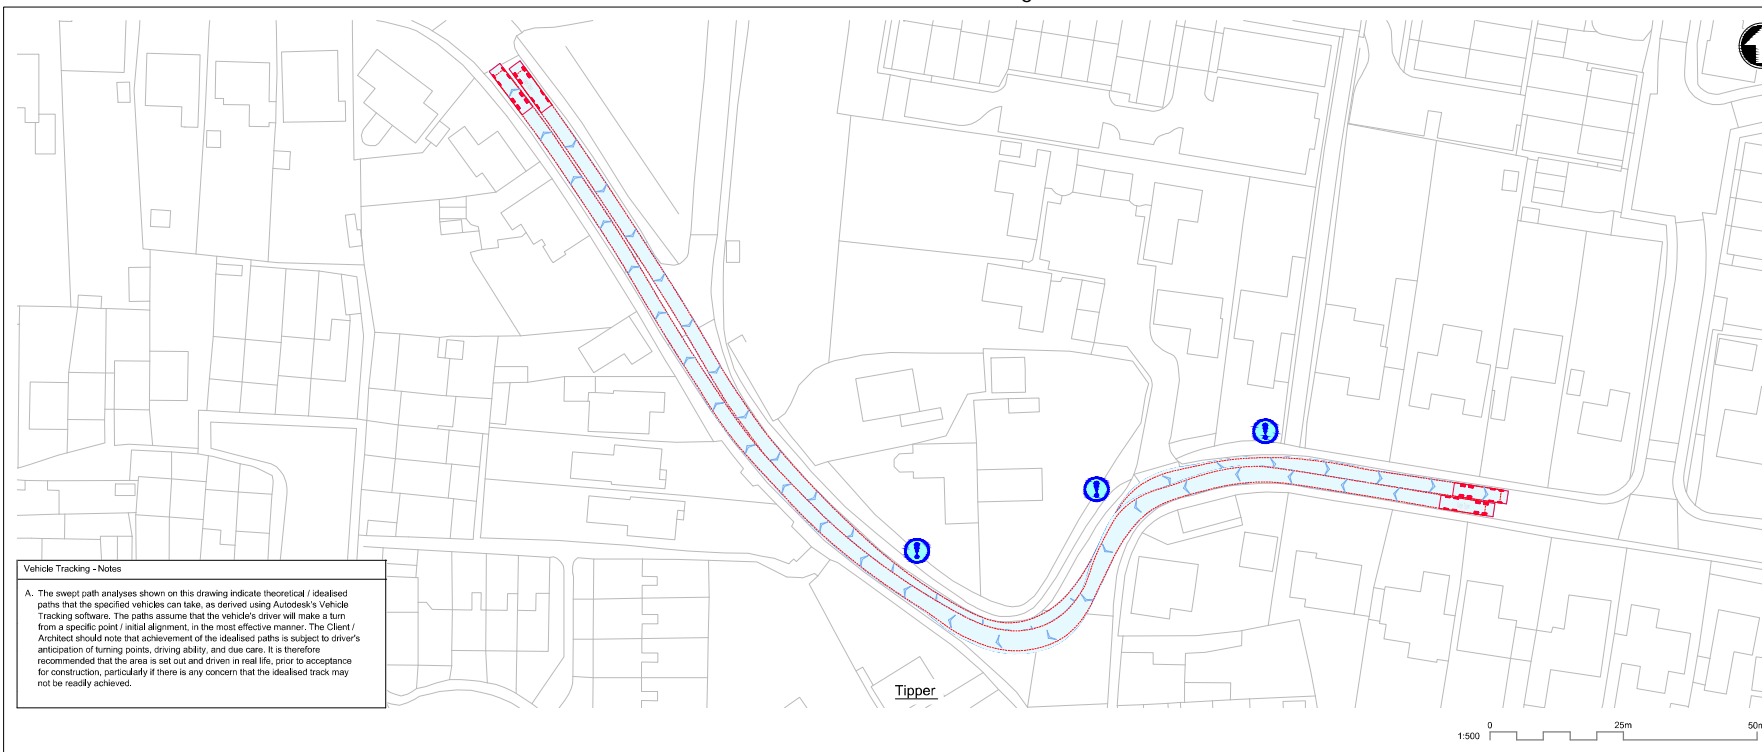 Vehicle Tracking - Notes
A. The swept path analyses shown on this drawing indicate theoretical / idealised
paths that the specified vehicles can take, as derived using Autodesk's Vehicle
Tracking software. The paths assume that the vehicle's driver will make a turn
from a specific point / initial alignment, in the most effective manner. The Client /
Architect should note that achievement of the idealised paths is subject to driver's
anticipation of turning points, driving ability, and due care. It is therefore
recommended that the area is set out and driven in real life, prior to acceptance
for construction, particularly if there is any concern that the idealised track may
not be readily achieved.
Tipper
1:500 0 25m 50m